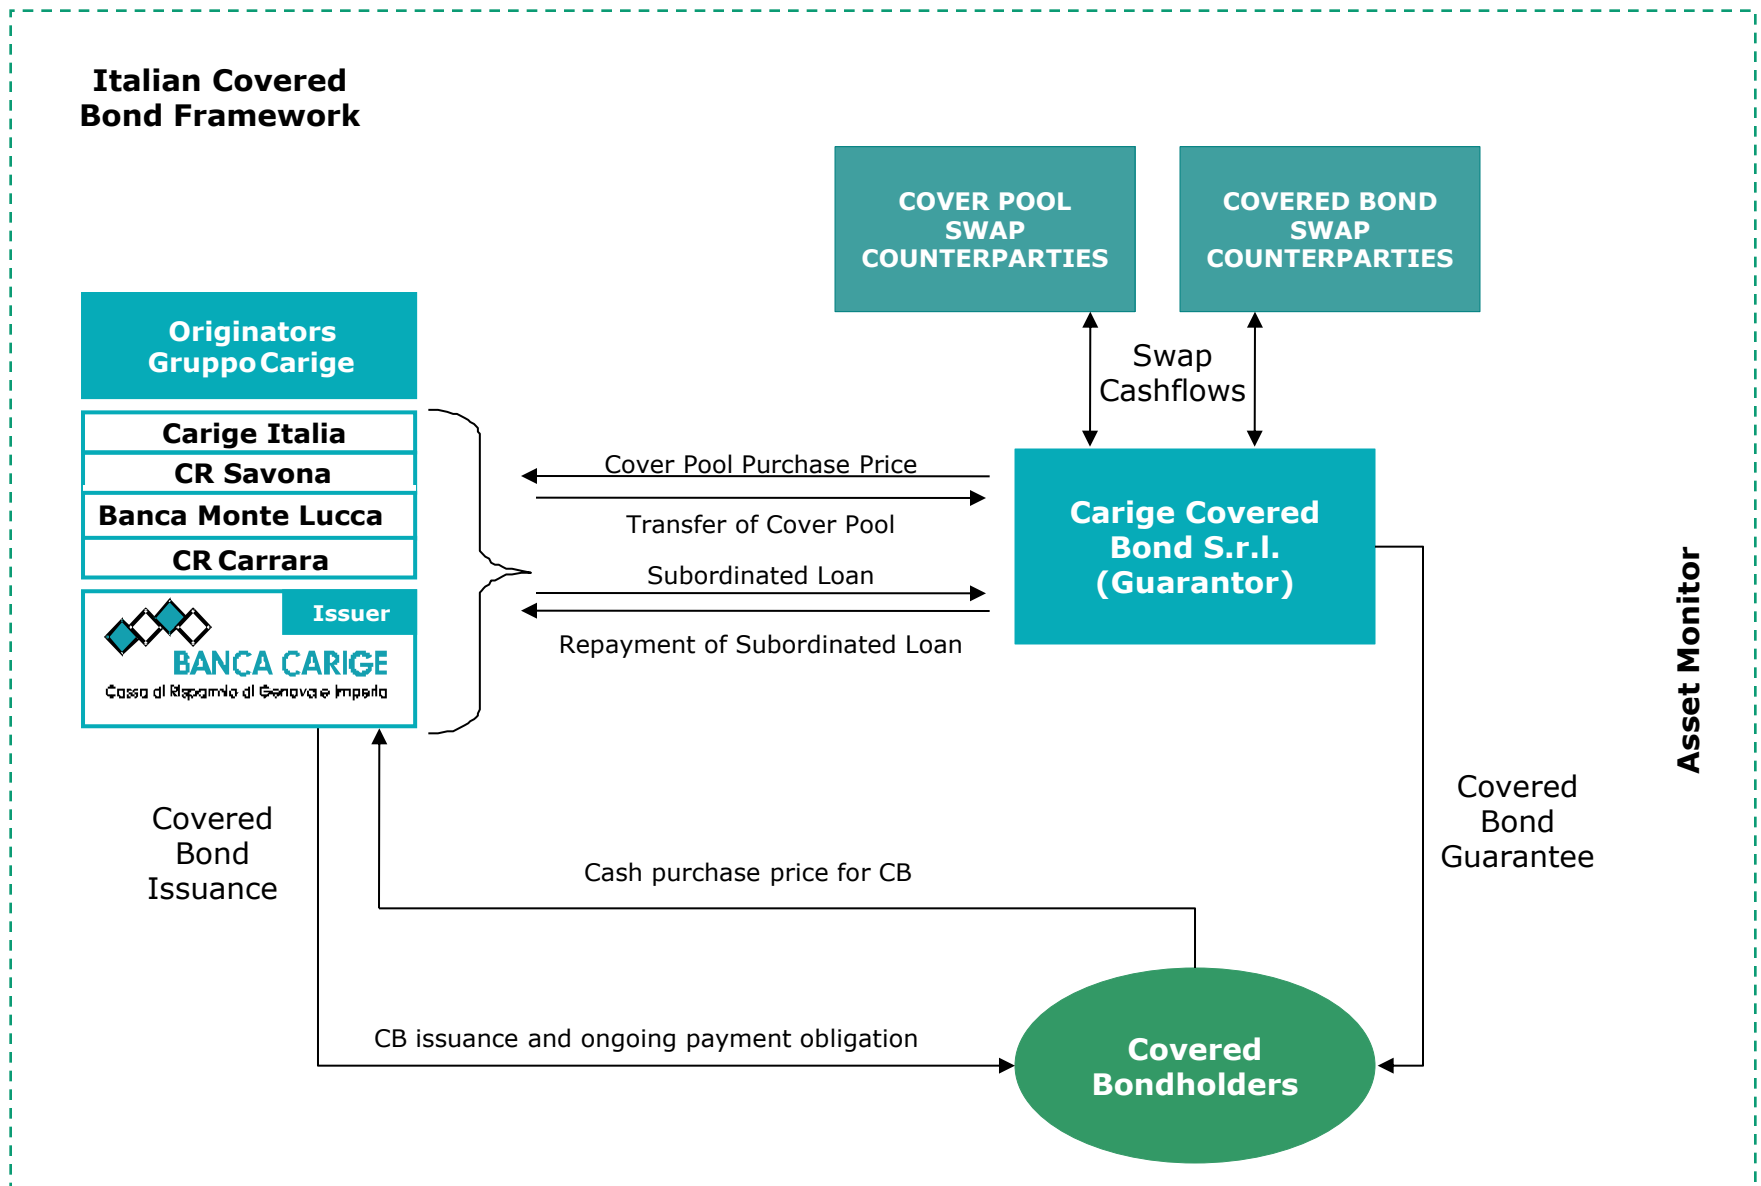 Italian Covered
Bond Framework
COVER POOL
SWAP
COUNTERPARTIES
COVERED BOND
SWAP
COUNTERPARTIES
Originators
Gruppo Carige
Swap
Cashflows
Carige Italia
CR Savona
Banca Monte Lucca
CR Carrara
Cover Pool Purchase Price
Transfer of Cover Pool
Subordinated Loan
Repayment of Subordinated Loan
Carige Covered
Bond S.r.l.
(Guarantor)
Issuer
BANCA CARIGE
Cassa di Risparmio di Genova e Imperia
Asset Monitor
Covered
Bond
Issuance
Covered
Bond
Guarantee
Cash purchase price for CB
CB issuance and ongoing payment obligation
Covered
Bondholders